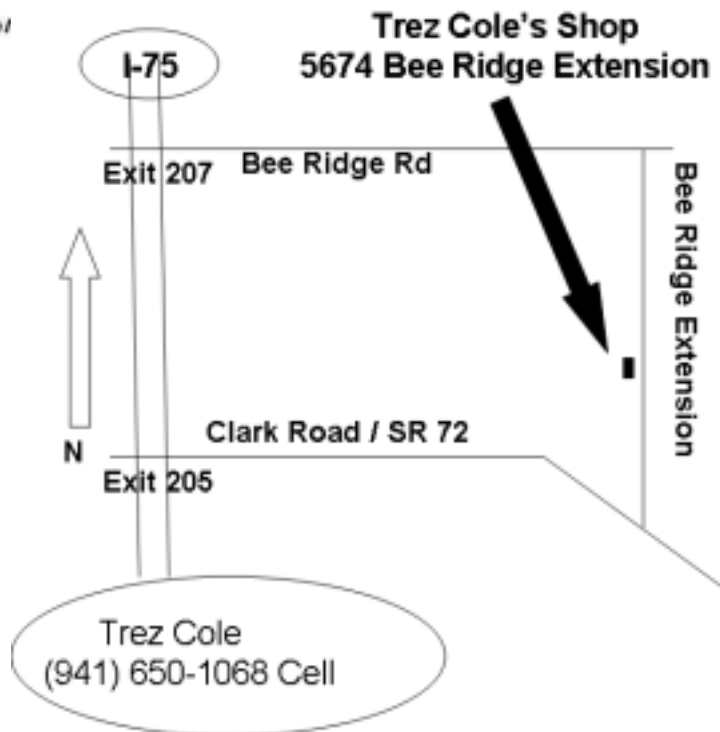 Trez Cole's Shop
5674 Bee Ridge Extension
I-75
Exit 207
Bee Ridge Rd
Bee Ridge Extension
N
Clark Road / SR 72
Exit 205
Trez Cole
(941) 650-1068 Cell